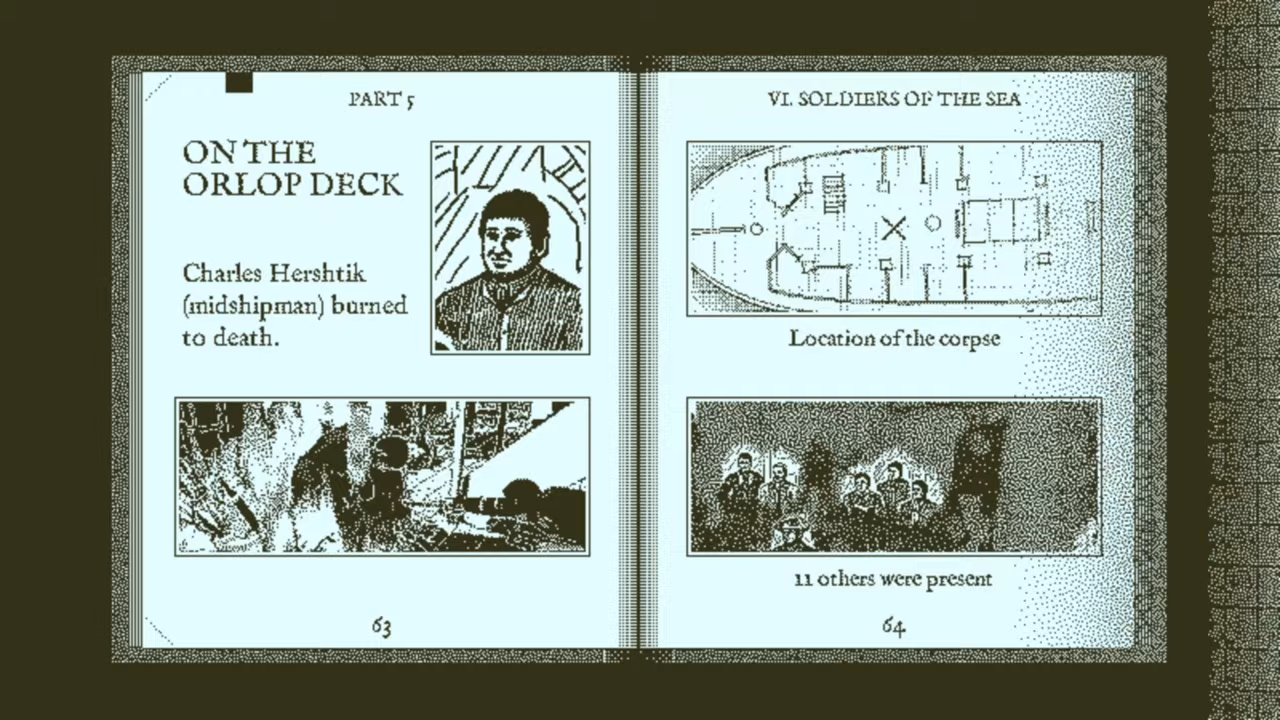 PART 5
ON THE
ORLOP DECK
Charles Hershtik
(midshipman) burned
to death.
63
VI. SOLDIERS OF THE SEA
Location of the corpse
11 others were present
64